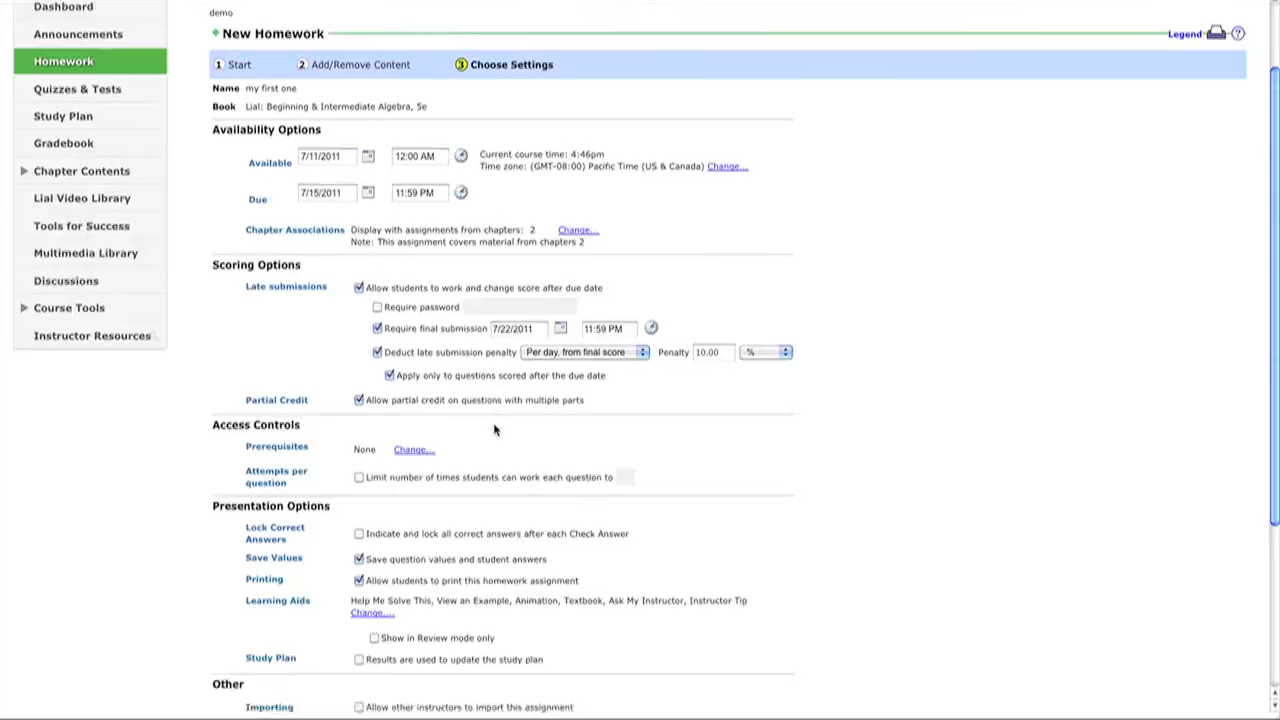 Dashboard
Announcements
Homework
Quizzes & Tests
Study Plan
Gradebook
Chapter Contents
Lial Video Library
Tools for Success
Multimedia Library
Discussions
Course Tools
Instructor Resources
demo
New Homework
Legend
?
1 Start 2 Add/Remove Content 3 Choose Settings
Name my first one
Book Lial: Beginning & Intermediate Algebra, 5e
Availability Options
Available 7/11/2011 12:00 AM Current course time: 4:46pm
Time zone: (GMT-08:00) Pacific Time (US & Canada) Change...
Due 7/15/2011 11:59 PM
Chapter Associations Display with assignments from chapters: 2 Change...
Note: This assignment covers material from chapters 2
Scoring Options
Late submissions Allow students to work and change score after due date
Require password
Require final submission 7/22/2011 11:59 PM
Deduct late submission penalty Per day, from final score Penalty 10.00 %
Apply only to questions scored after the due date
Partial Credit Allow partial credit on questions with multiple parts
Access Controls
Prerequisites None Change...
Attempts per question Limit number of times students can work each question to
Presentation Options
Lock Correct Answers Indicate and lock all correct answers after each Check Answer
Save Values Save question values and student answers
Printing Allow students to print this homework assignment
Learning Aids Help Me Solve This, View an Example, Animation, Textbook, Ask My Instructor, Instructor Tip
Change....
Show in Review mode only
Study Plan Results are used to update the study plan
Other
Importing Allow other instructors to import this assignment